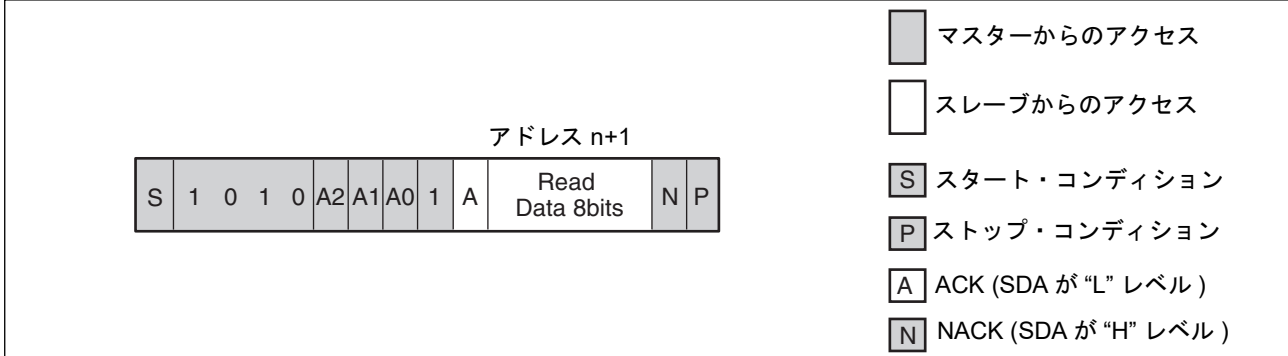 アドレス n+1
S 1 0 1 0 A2 A1 A0 1 A Read Data 8bits N P
マスターからのアクセス
スレーブからのアクセス
S スタート・コンディション
P ストップ・コンディション
A ACK (SDA が “L” レベル )
N NACK (SDA が “H” レベル )